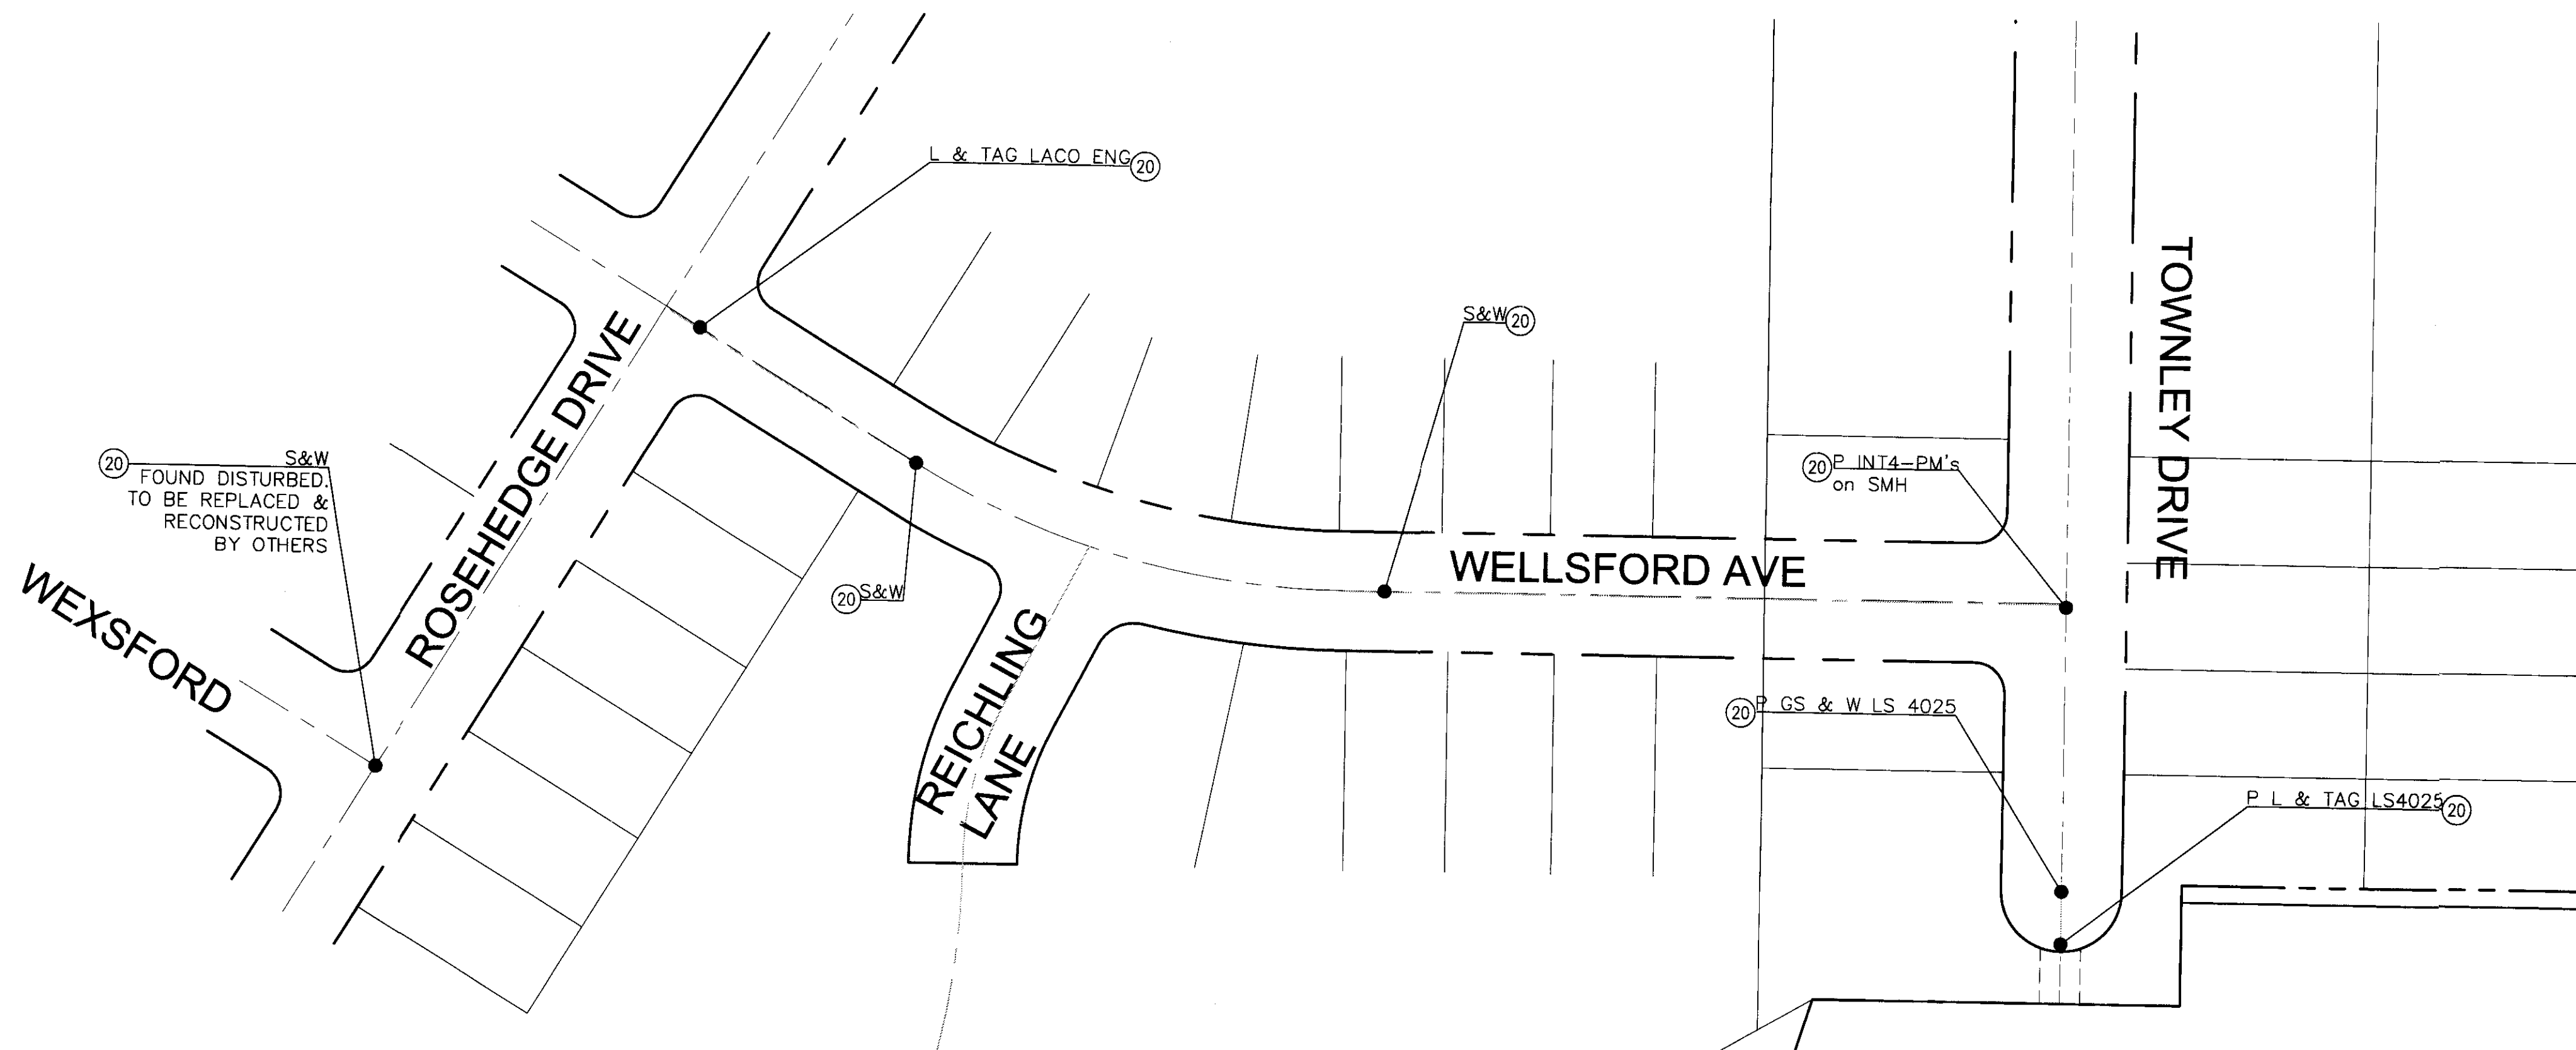 L & TAG LACO ENG 20
S&W 20
TOWNLEY DRIVE
20 S&W
FOUND DISTURBED.
TO BE REPLACED &
RECONSTRUCTED
BY OTHERS
ROSEHEDGE DRIVE
20 P INT4-PM's
on SMH
WELLSFORD AVE
20 S&W
WEXSFORD
REICHLING
LANE
20 P GS & W LS 4025
P L & TAG LS4025 20